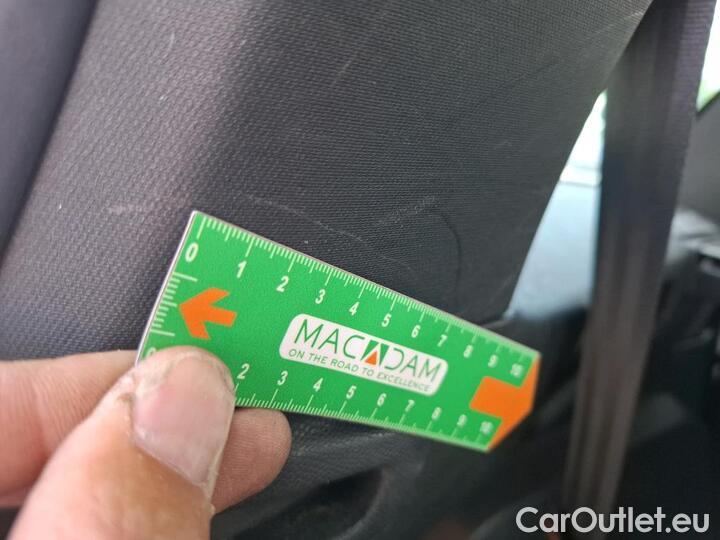 0 1 2 3 4 5 6 7 8 9 10
MACADAM
ON THE ROAD TO EXCELLENCE
2 3 4 5 6 7 8 9 10
CarOutlet.eu